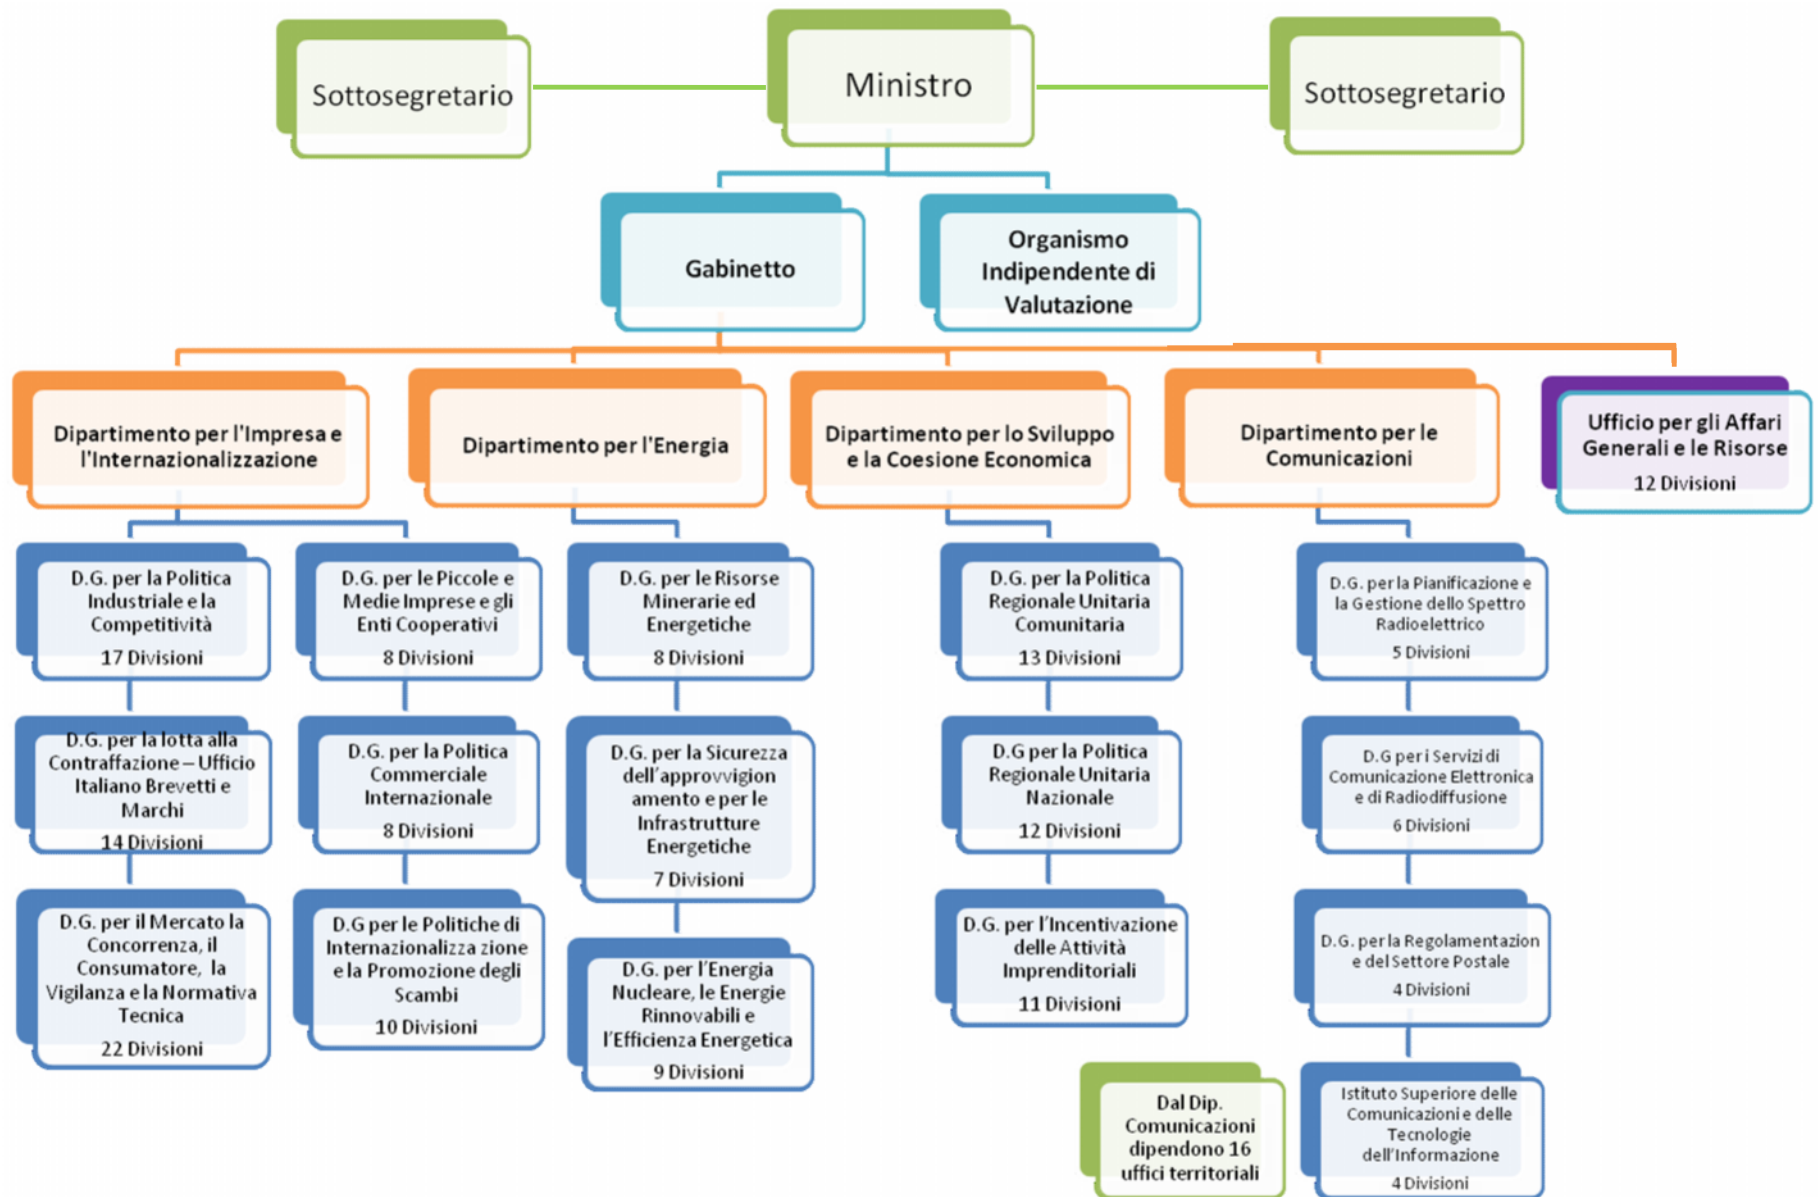 Sottosegretario
Ministro
Sottosegretario
Gabinetto
Organismo
Indipendente di
Valutazione
Dipartimento per l'Impresa e
l'Internazionalizzazione
Dipartimento per l'Energia
Dipartimento per lo Sviluppo
e la Coesione Economica
Dipartimento per le
Comunicazioni
Ufficio per gli Affari
Generali e le Risorse
12 Divisioni
D.G. per la Politica
Industriale e la
Competitività
17 Divisioni
D.G. per la lotta alla
Contraffazione – Ufficio
Italiano Brevetti e
Marchi
14 Divisioni
D.G. per il Mercato la
Concorrenza, il
Consumatore, la
Vigilanza e la Normativa
Tecnica
22 Divisioni
D.G. per le Piccole e
Medie Imprese e gli
Enti Cooperativi
8 Divisioni
D.G. per la Politica
Commerciale
Internazionale
8 Divisioni
D.G per le Politiche di
Internazionalizza zione
e la Promozione degli
Scambi
10 Divisioni
D.G. per le Risorse
Minerarie ed
Energetiche
8 Divisioni
D.G. per la Sicurezza
dell'approvvigion
amento e per le
Infrastrutture
Energetiche
7 Divisioni
D.G. per l'Energia
Nucleare, le Energie
Rinnovabili e
l'Efficienza Energetica
9 Divisioni
D.G. per la Politica
Regionale Unitaria
Comunitaria
13 Divisioni
D.G per la Politica
Regionale Unitaria
Nazionale
12 Divisioni
D.G. per l'Incentivazione
delle Attività
Imprenditoriali
11 Divisioni
D.G. per la Pianificazione e
la Gestione dello Spettro
Radioelettrico
5 Divisioni
D.G per i Servizi di
Comunicazione Elettronica
e di Radiodiffusione
6 Divisioni
D.G. per la Regolamentazion
e del Settore Postale
4 Divisioni
Istituto Superiore delle
Comunicazioni e delle
Tecnologie
dell'Informazione
4 Divisioni
Dal Dip.
Comunicazioni
dipendono 16
uffici territoriali